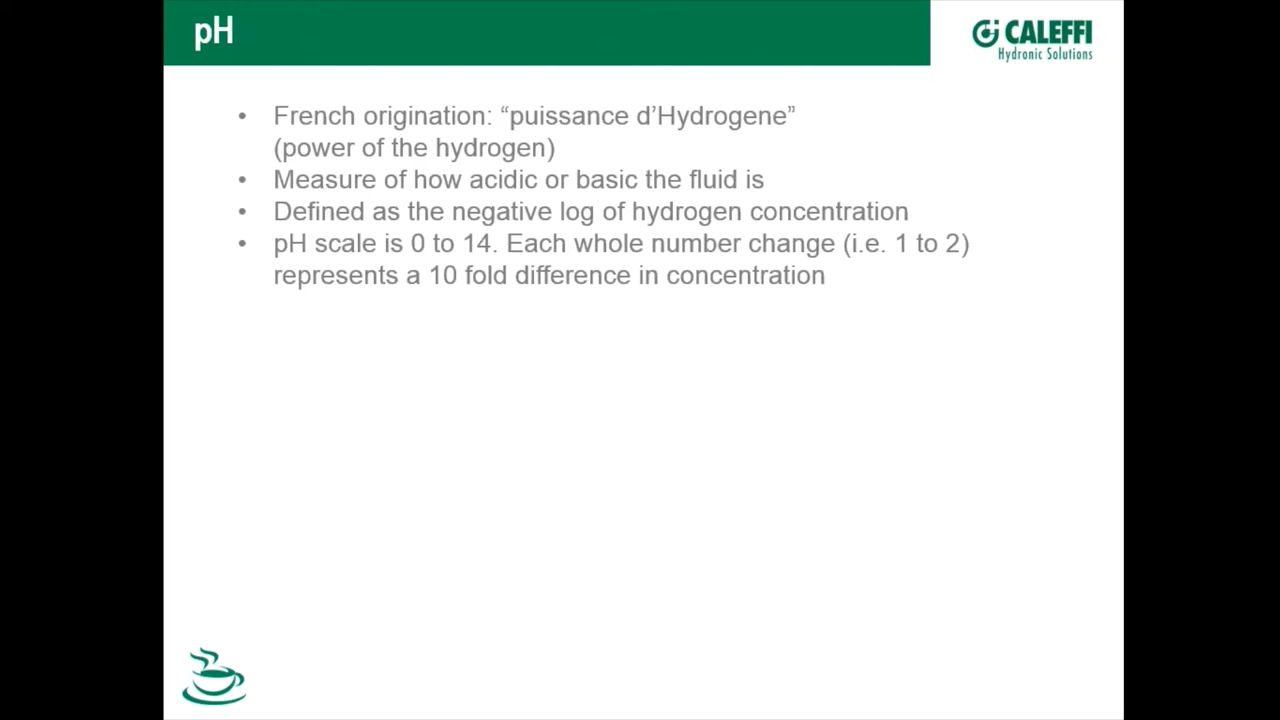 pH
CALEFFI
Hydronic Solutions
• French origination: “puissance d’Hydrogene”
(power of the hydrogen)
• Measure of how acidic or basic the fluid is
• Defined as the negative log of hydrogen concentration
• pH scale is 0 to 14. Each whole number change (i.e. 1 to 2)
represents a 10 fold difference in concentration